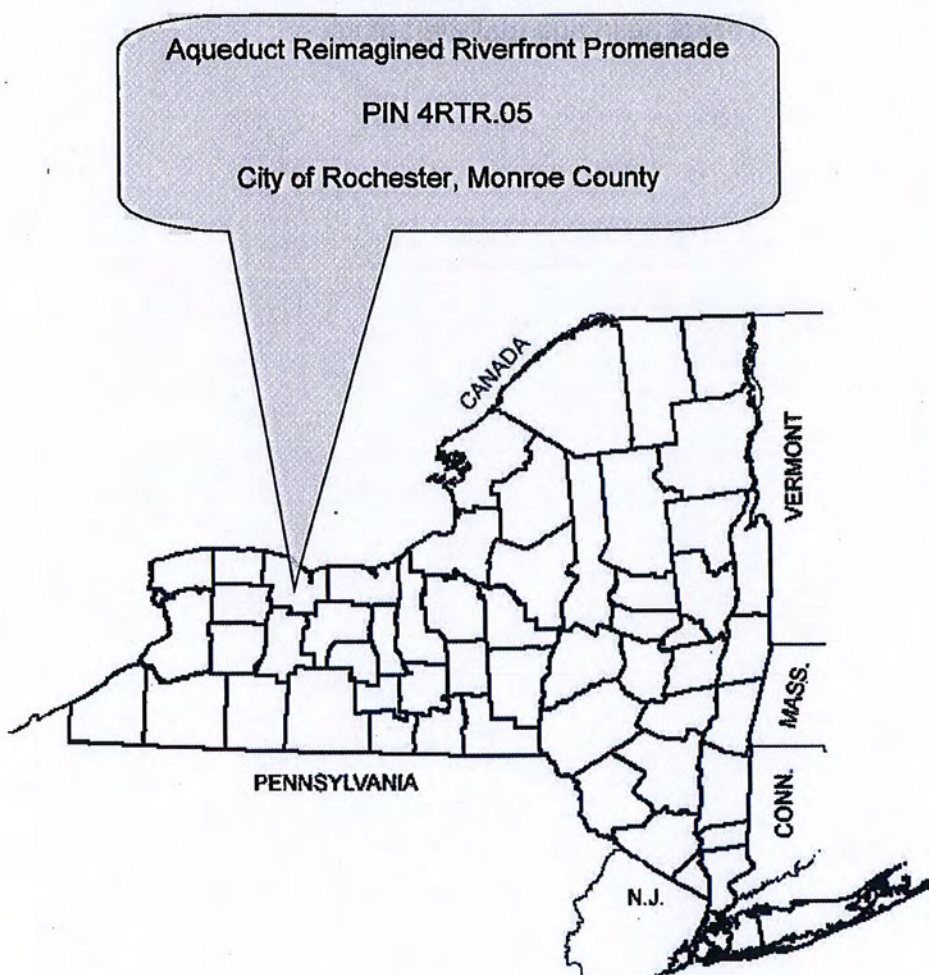 Aqueduct Reimagined Riverfront Promenade
PIN 4RTR.05
City of Rochester, Monroe County
CANADA
VERMONT
MASS.
PENNSYLVANIA
CONN.
N.J.